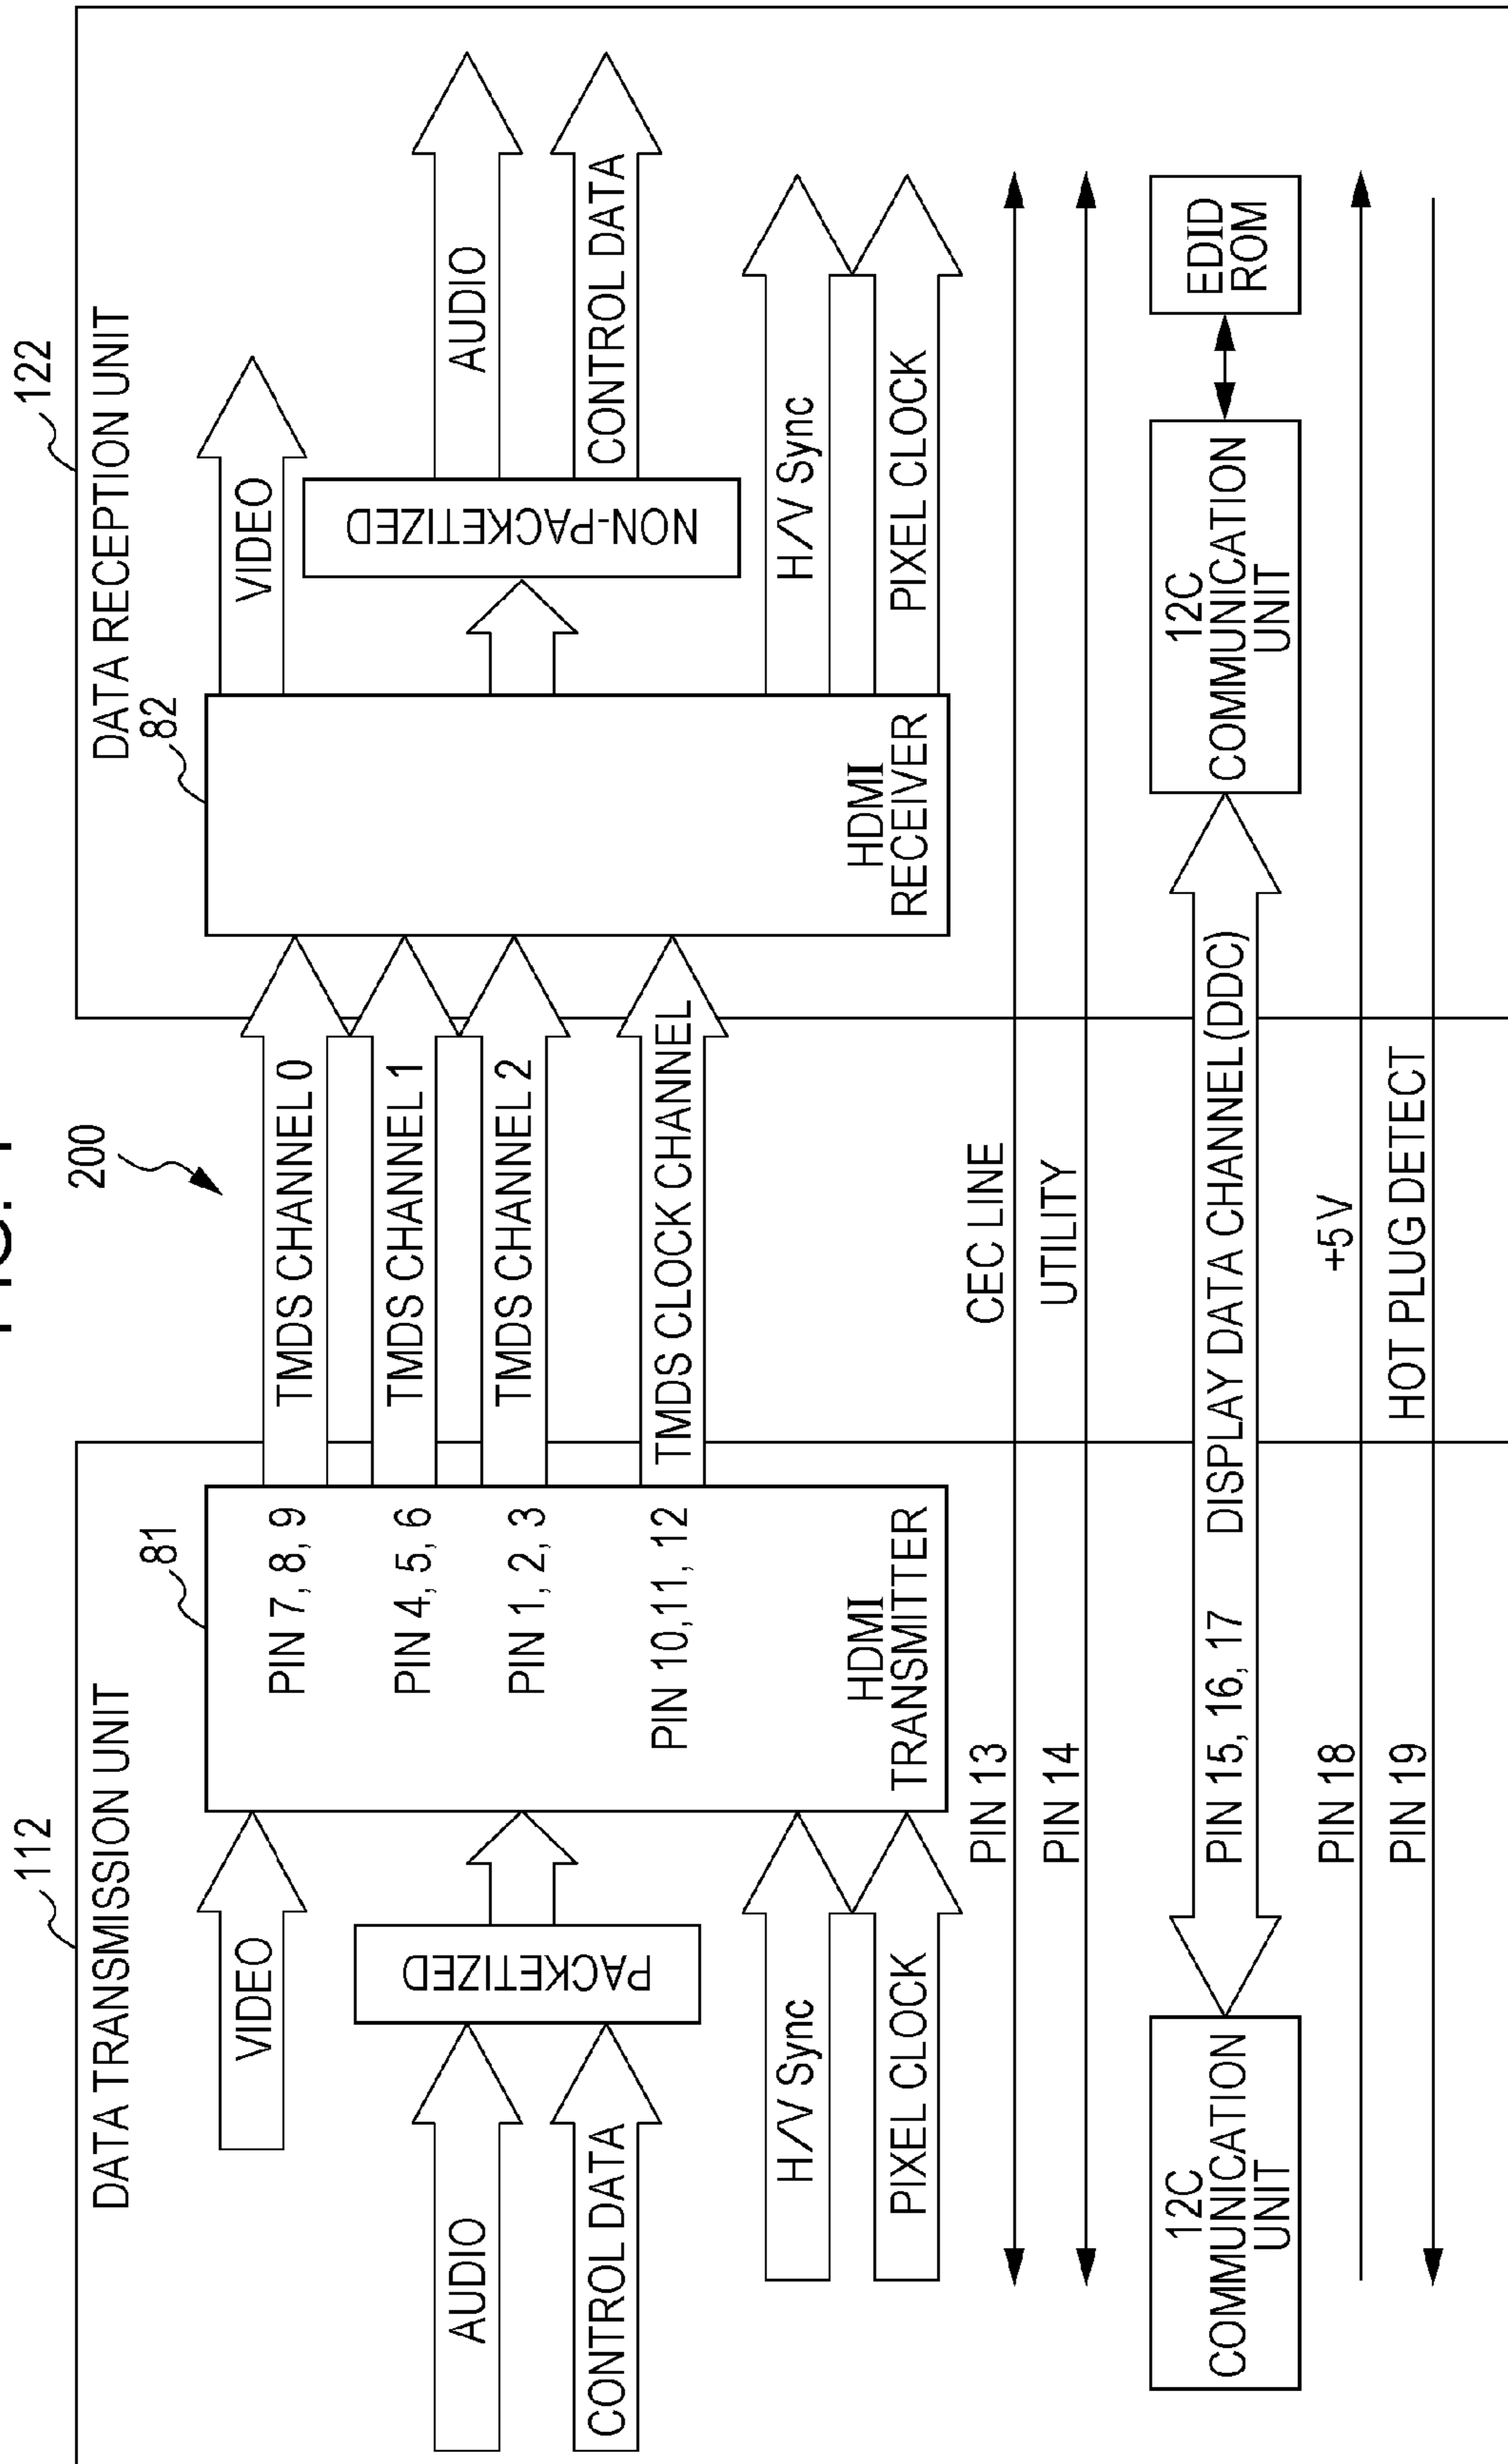 FIG. 1
112
122
200
DATA TRANSMISSION UNIT
DATA RECEPTION UNIT
81
82
VIDEO
AUDIO
CONTROL DATA
PACKETIZED
H/V Sync
PIXEL CLOCK
PIN 7, 8, 9
PIN 4, 5, 6
PIN 1, 2, 3
PIN 10,11, 12
HDMI
TRANSMITTER
TMDS CHANNEL 0
TMDS CHANNEL 1
TMDS CHANNEL 2
TMDS CLOCK CHANNEL
HDMI
RECEIVER
VIDEO
NON-PACKETIZED
AUDIO
CONTROL DATA
H/V Sync
PIXEL CLOCK
PIN 13
CEC LINE
PIN 14
UTILITY
12C
COMMUNICATION
UNIT
PIN 15, 16, 17
DISPLAY DATA CHANNEL(DDC)
12C
COMMUNICATION
UNIT
EDID
ROM
PIN 18
+5 V
PIN 19
HOT PLUG DETECT